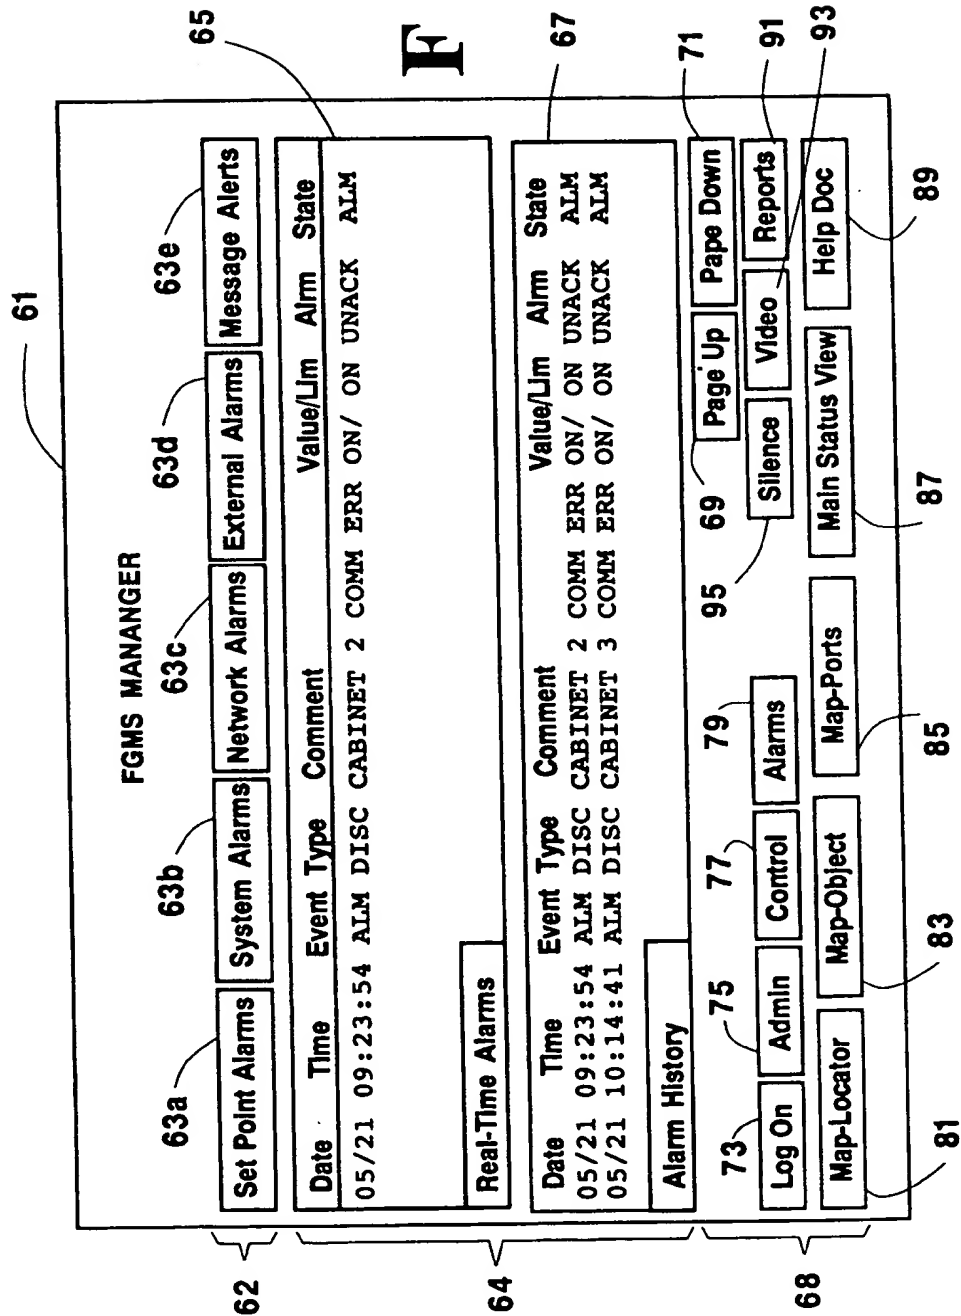 61
FGMS MANANGER
63a
63b
63c
63d
63e
62
Set Point Alarms
System Alarms
Network Alarms
External Alarms
Message Alerts
65
Date Time Event Type Comment Value/Lim Alrm State
05/21 09:23:54 ALM DISC CABINET 2 COMM ERR ON/ ON UNACK ALM
Real-Time Alarms
64
F
67
Date Time Event Type Comment Value/Lim Alrm State
05/21 09:23:54 ALM DISC CABINET 2 COMM ERR ON/ ON UNACK ALM
05/21 10:14:41 ALM DISC CABINET 3 COMM ERR ON/ ON UNACK ALM
Alarm History
69
Page Up
Pape Down
71
68
73
75
77
79
95
Log On
Admin
Control
Alarms
Silence
Video
Reports
91
93
Map-Locator
Map-Object
Map-Ports
Main Status View
Help Doc
81
83
85
87
89